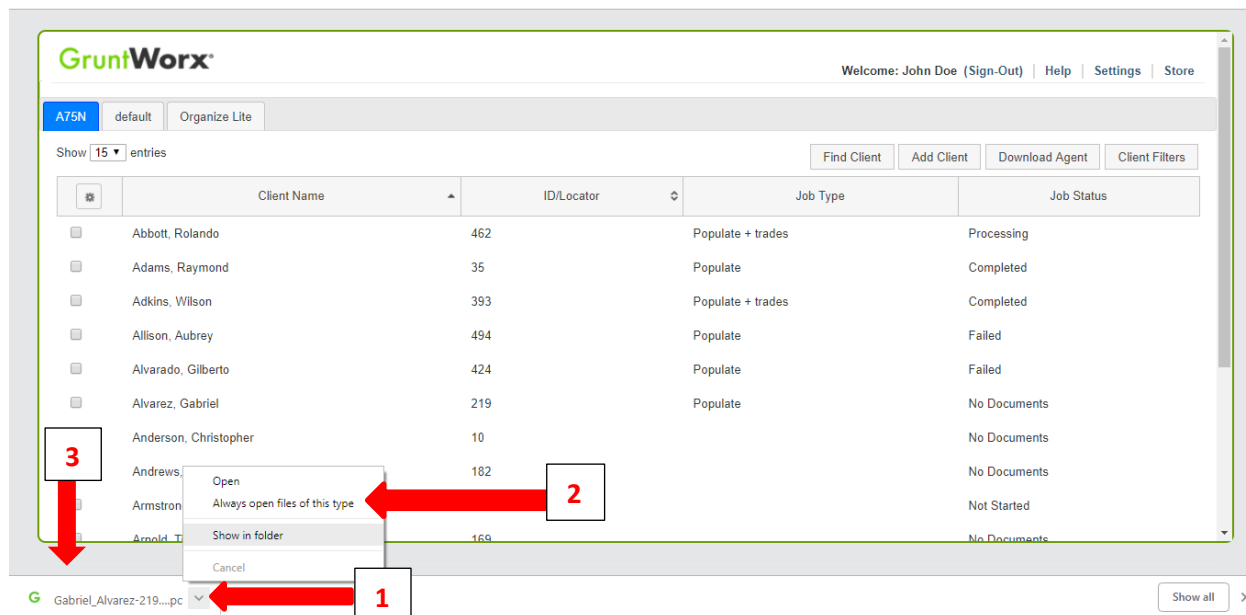 GruntWorx
Welcome: John Doe (Sign-Out) | Help | Settings | Store
A75N default Organize Lite
Show 15 entries
Find Client Add Client Download Agent Client Filters
Client Name ID/Locator Job Type Job Status
Abbott, Rolando 462 Populate + trades Processing
Adams, Raymond 35 Populate Completed
Adkins, Wilson 393 Populate + trades Completed
Allison, Aubrey 494 Populate Failed
Alvarado, Gilberto 424 Populate Failed
Alvarez, Gabriel 219 Populate No Documents
Anderson, Christopher 10 No Documents
3
Andrews, 182 No Documents
Open
Always open files of this type
2
Armstron Not Started
Show in folder
Arnold, T 169 No Documents
Cancel
G Gabriel_Alvarez-219....pc
1
Show all